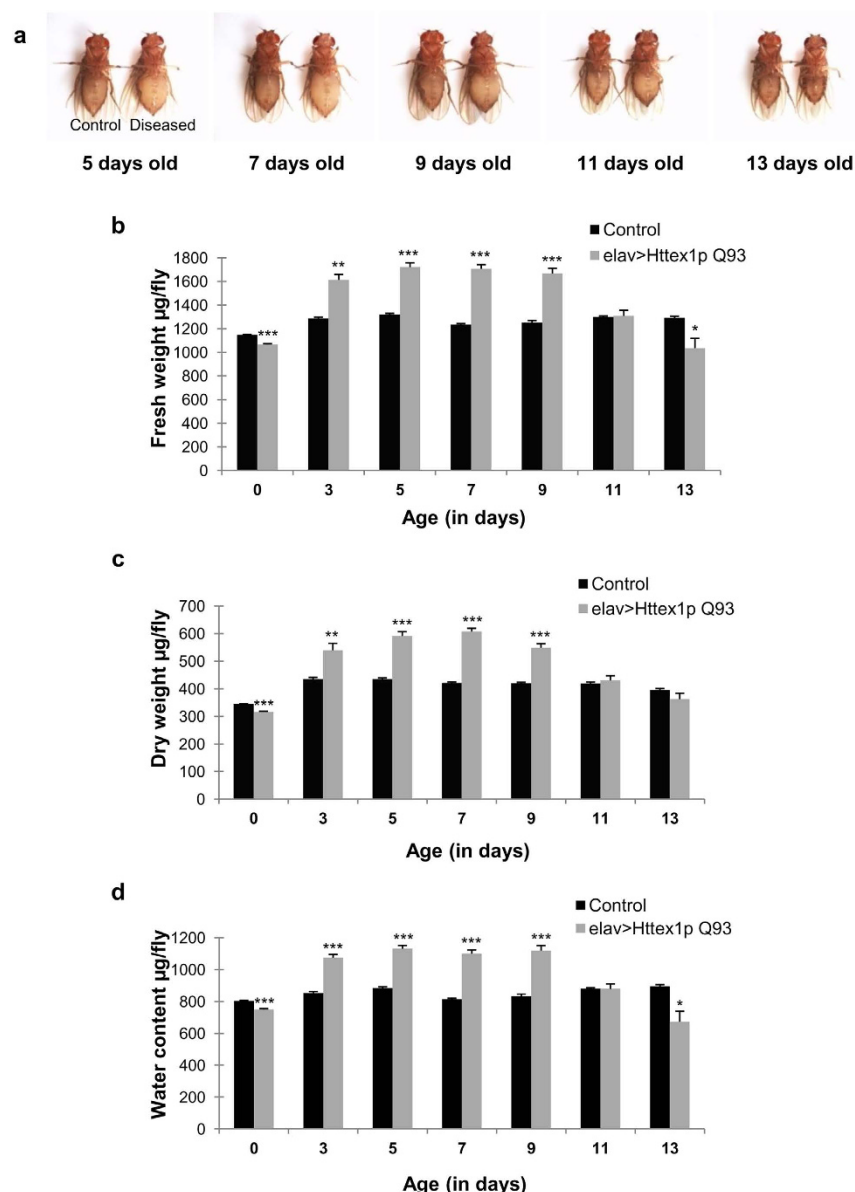 a
Control Diseased
5 days old 7 days old 9 days old 11 days old 13 days old
b
Control
elav>Httex1p Q93
Fresh weight µg/fly
1800
1600
1400
1200
1000
800
600
400
200
0
*** ** *** *** *** *
0 3 5 7 9 11 13
Age (in days)
c
Control
elav>Httex1p Q93
Dry weight µg/fly
700
600
500
400
300
200
100
0
*** ** *** *** ***
0 3 5 7 9 11 13
Age (in days)
d
Control
elav>Httex1p Q93
Water content µg/fly
1200
1000
800
600
400
200
0
*** *** *** *** *** *
0 3 5 7 9 11 13
Age (in days)